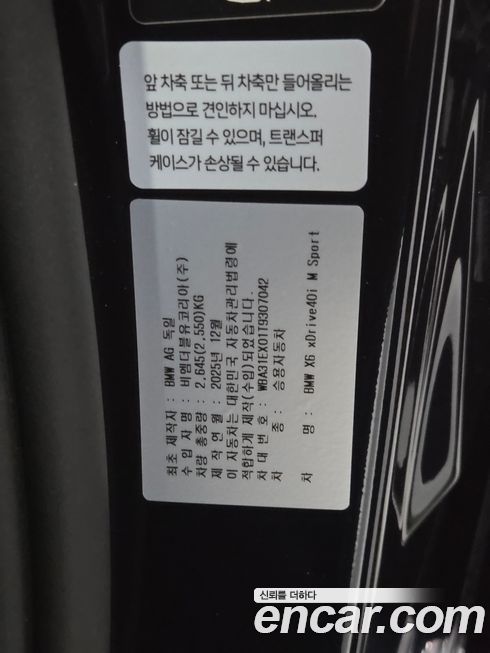 앞 차축 또는 뒤 차축만 들어올리는
방법으로 견인하지 마십시오.
휠이 잠길 수 있으며, 트랜스퍼
케이스가 손상될 수 있습니다.
최초 제작자 : BMW AG 독일
수 입 자 명 : 비엠더블유코리아(주)
차량 총중량 : 2,645(2,550)KG
제 작 연 월 : 2025년 12월
이 자동차는 대한민국 자동차관리법령에
적합하게 제작(수입)되었습니다.
차 대 번 호 : WBA31EX01T9307042
차 종 : 승용자동차
차 명 : BMW X6 xDrive40i M Sport
신뢰를 더하다
encar.com